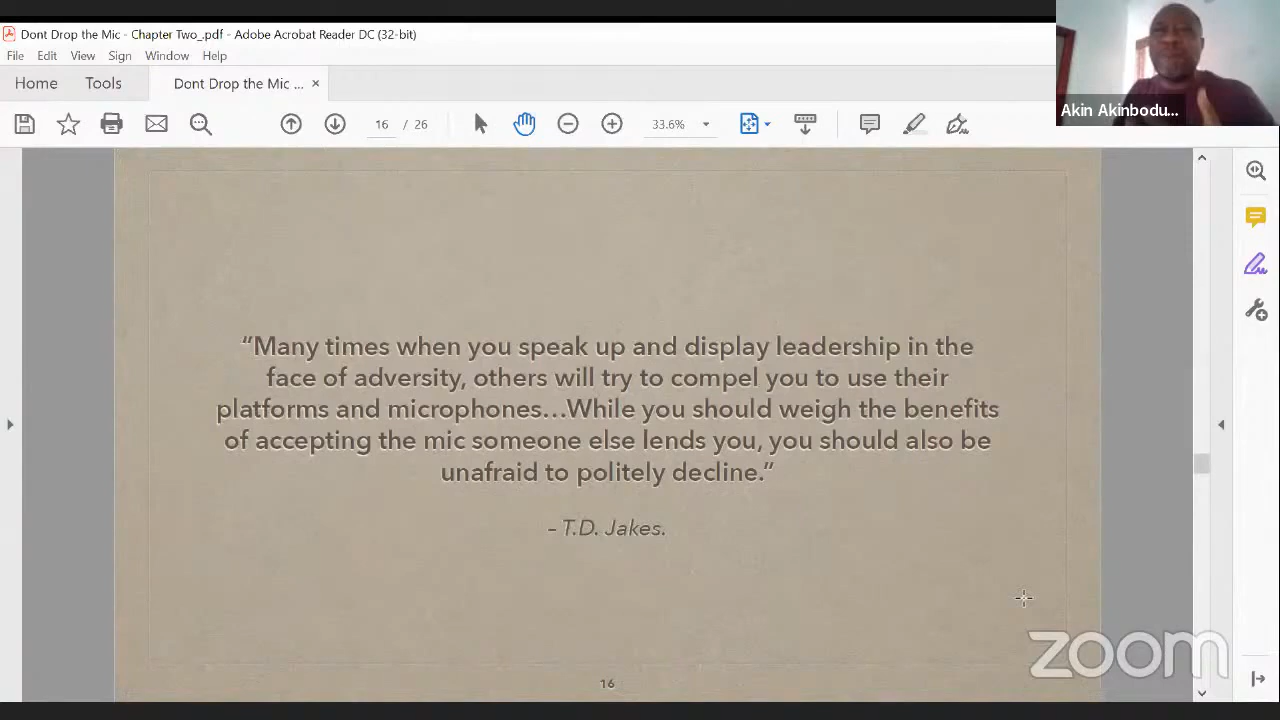 Dont Drop the Mic - Chapter Two_.pdf - Adobe Acrobat Reader DC (32-bit)
File Edit View Sign Window Help
Home Tools Dont Drop the Mic ... ×
16 / 26 33.6%
Akin Akinbodu...
“Many times when you speak up and display leadership in the
face of adversity, others will try to compel you to use their
platforms and microphones…While you should weigh the benefits
of accepting the mic someone else lends you, you should also be
unafraid to politely decline.”
– T.D. Jakes.
zoom
16